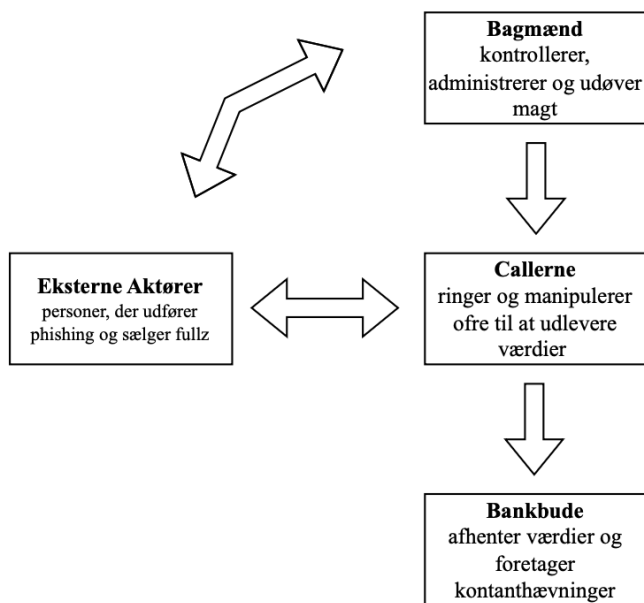 Bagmænd
kontrollerer,
administrerer og udøver
magt
Eksterne Aktører
personer, der udfører
phishing og sælger fullz
Callerne
ringer og manipulerer
ofre til at udlevere
værdier
Bankbude
afhenter værdier og
foretager
kontanthævninger